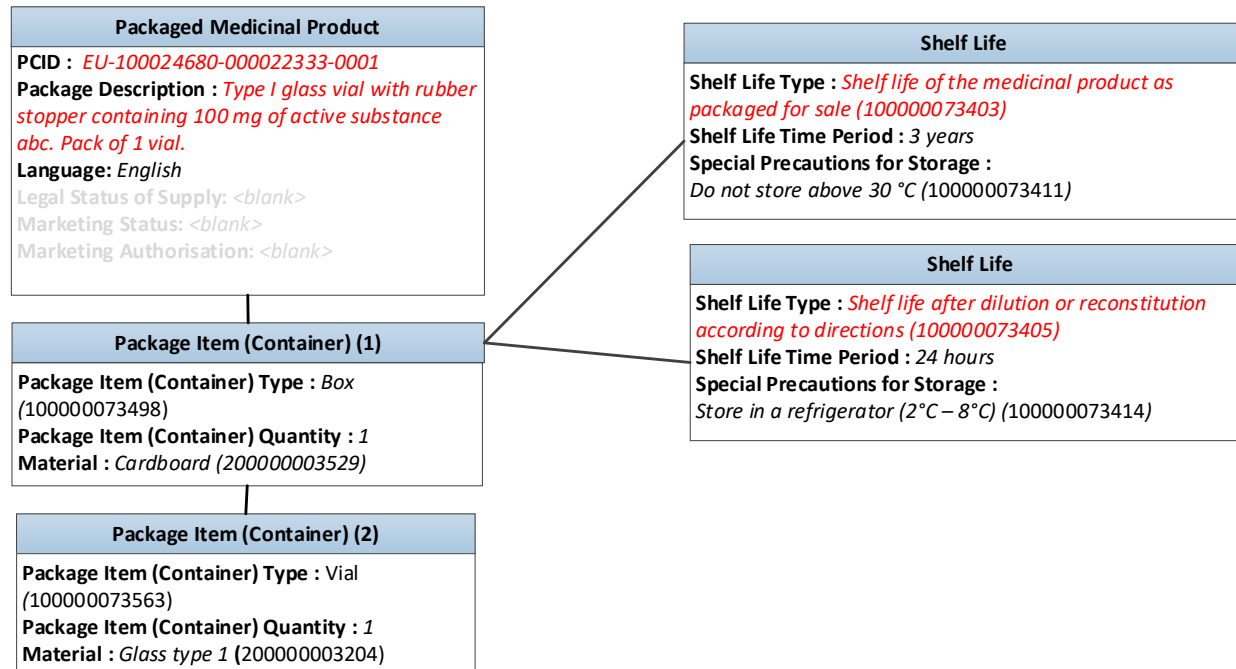 Packaged Medicinal Product
PCID : EU-100024680-000022333-0001
Package Description : Type I glass vial with rubber
stopper containing 100 mg of active substance
abc. Pack of 1 vial.
Language: English
Legal Status of Supply: <blank>
Marketing Status: <blank>
Marketing Authorisation: <blank>
Package Item (Container) (1)
Package Item (Container) Type : Box
(100000073498)
Package Item (Container) Quantity : 1
Material : Cardboard (200000003529)
Package Item (Container) (2)
Package Item (Container) Type : Vial
(100000073563)
Package Item (Container) Quantity : 1
Material : Glass type 1 (200000003204)
Shelf Life
Shelf Life Type : Shelf life of the medicinal product as
packaged for sale (100000073403)
Shelf Life Time Period : 3 years
Special Precautions for Storage :
Do not store above 30 °C (100000073411)
Shelf Life
Shelf Life Type : Shelf life after dilution or reconstitution
according to directions (100000073405)
Shelf Life Time Period : 24 hours
Special Precautions for Storage :
Store in a refrigerator (2°C – 8°C) (100000073414)